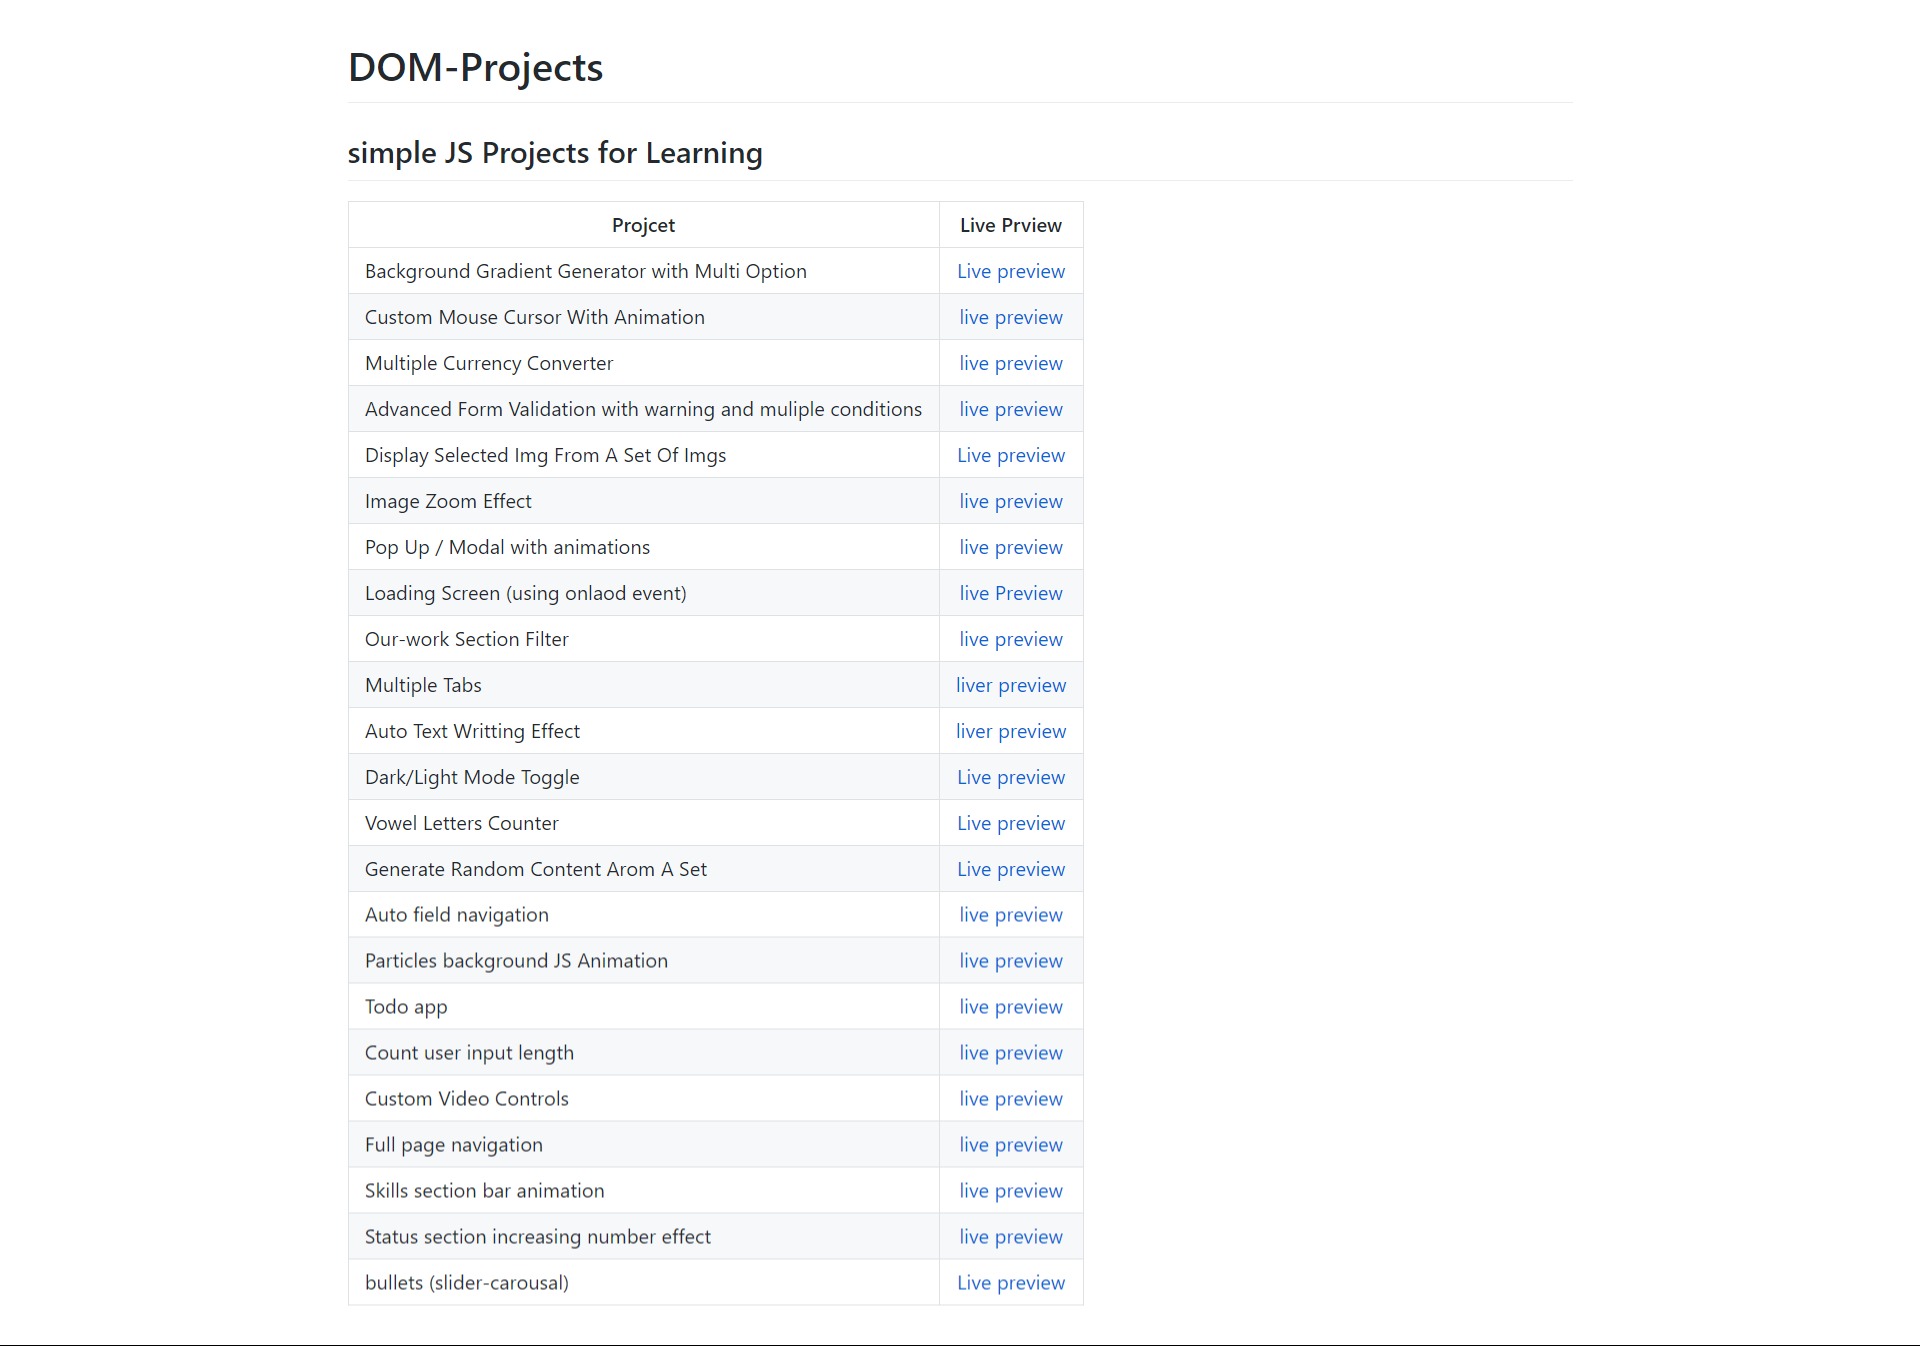 DOM-Projects
simple JS Projects for Learning
Projcet Live Prview
Background Gradient Generator with Multi Option Live preview
Custom Mouse Cursor With Animation live preview
Multiple Currency Converter live preview
Advanced Form Validation with warning and muliple conditions live preview
Display Selected Img From A Set Of Imgs Live preview
Image Zoom Effect live preview
Pop Up / Modal with animations live preview
Loading Screen (using onlaod event) live Preview
Our-work Section Filter live preview
Multiple Tabs liver preview
Auto Text Writting Effect liver preview
Dark/Light Mode Toggle Live preview
Vowel Letters Counter Live preview
Generate Random Content Arom A Set Live preview
Auto field navigation live preview
Particles background JS Animation live preview
Todo app live preview
Count user input length live preview
Custom Video Controls live preview
Full page navigation live preview
Skills section bar animation live preview
Status section increasing number effect live preview
bullets (slider-carousal) Live preview